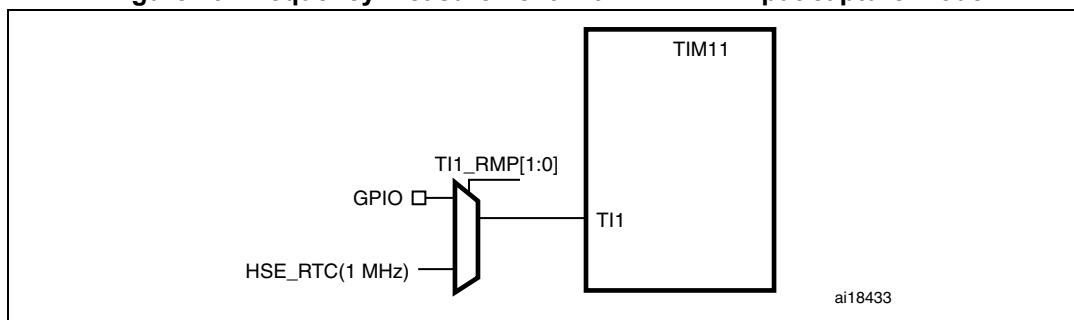 TIM11
TI1_RMP[1:0]
GPIO
TI1
HSE_RTC(1 MHz)
ai18433